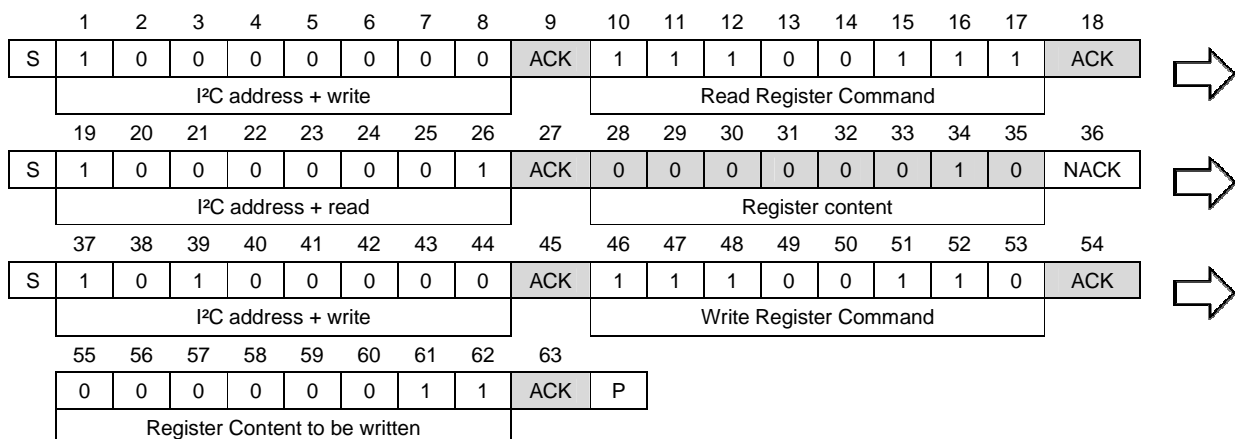 1 2 3 4 5 6 7 8 9 10 11 12 13 14 15 16 17 18
S 1 0 0 0 0 0 0 0 ACK 1 1 1 0 0 1 1 1 ACK
I²C address + write Read Register Command
19 20 21 22 23 24 25 26 27 28 29 30 31 32 33 34 35 36
S 1 0 0 0 0 0 0 1 ACK 0 0 0 0 0 0 1 0 NACK
I²C address + read Register content
37 38 39 40 41 42 43 44 45 46 47 48 49 50 51 52 53 54
S 1 0 1 0 0 0 0 0 ACK 1 1 1 0 0 1 1 0 ACK
I²C address + write Write Register Command
55 56 57 58 59 60 61 62 63
0 0 0 0 0 0 1 1 ACK P
Register Content to be written